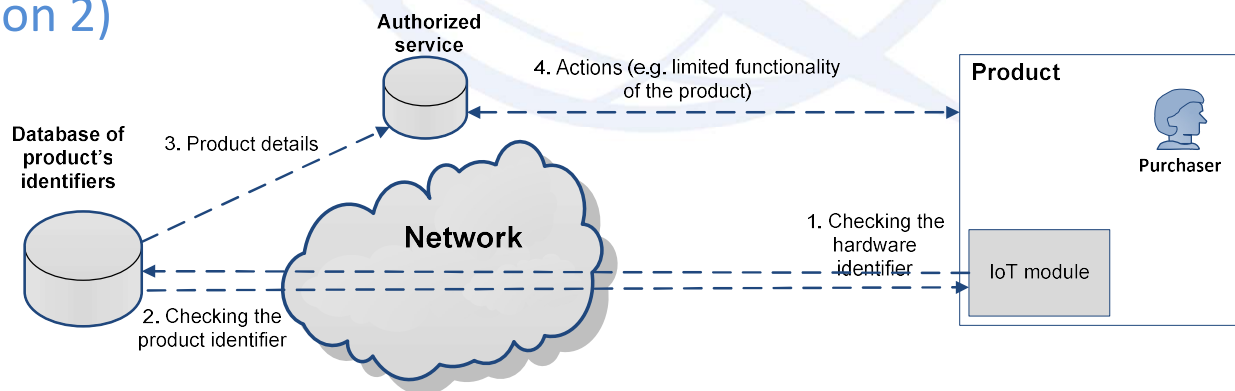 on 2)
Authorized
service
4. Actions (e.g. limited functionality
of the product)
Product
Purchaser
Database of
product's
identifiers
3. Product details
Network
1. Checking the
hardware
identifier
IoT module
2. Checking the
product identifier